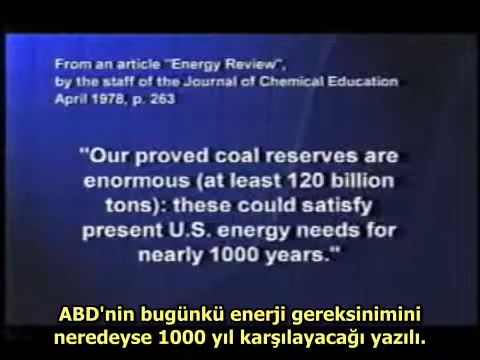 From an article "Energy Review",
by the staff of the Journal of Chemical Education
April 1978, p. 263
"Our proved coal reserves are
enormous (at least 120 billion
tons): these could satisfy
present U.S. energy needs for
nearly 1000 years."
ABD'nin bugünkü enerji gereksinimini
neredeyse 1000 yıl karşılayacağı yazılı.